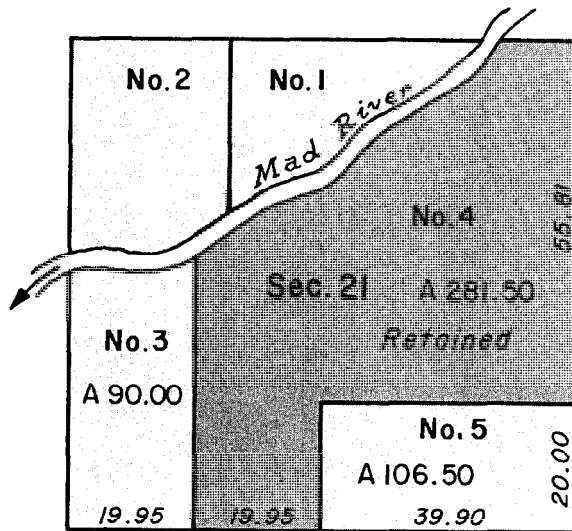 No.2
No.1
Mad River
No.4
55.81
Sec. 21 A 281.50
Retained
No.3
A 90.00
No.5
A 106.50
20.00
19.95
19.95
39.90